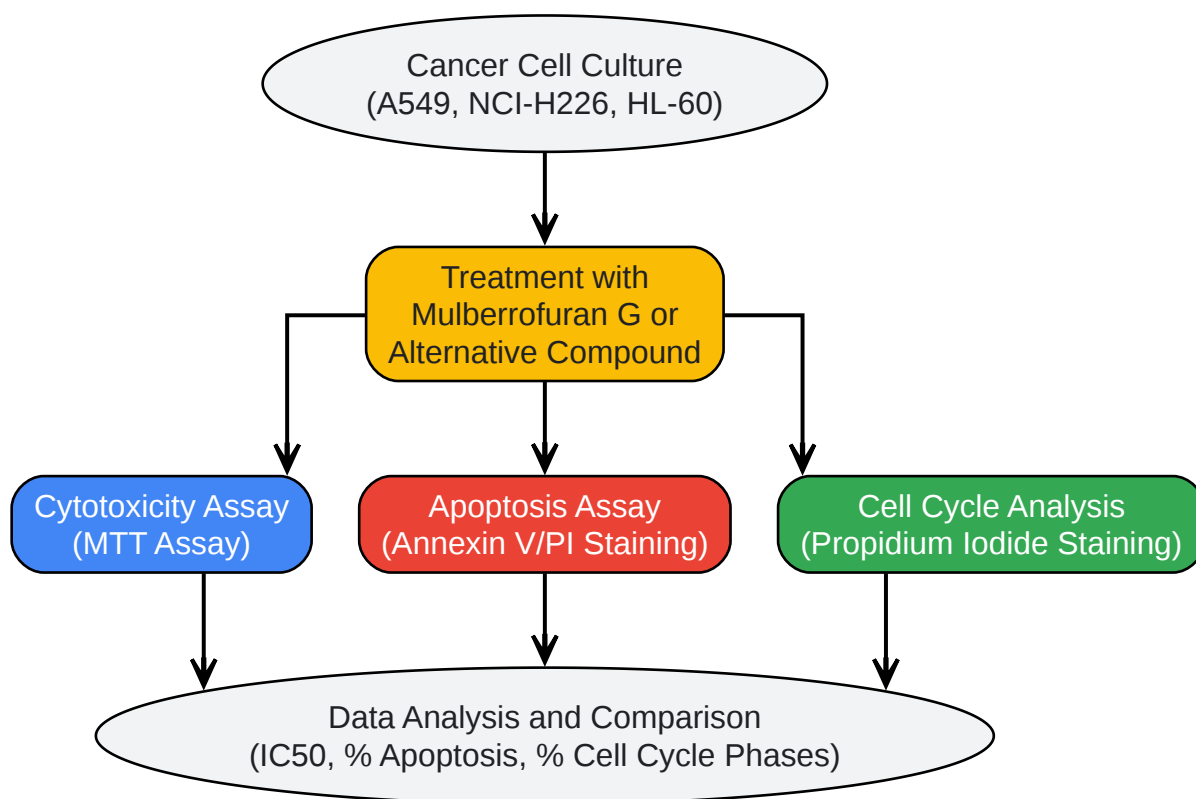 Cancer Cell Culture
(A549, NCI-H226, HL-60)
Treatment with
Mulberrofuran G or
Alternative Compound
Cytotoxicity Assay
(MTT Assay)
Apoptosis Assay
(Annexin V/PI Staining)
Cell Cycle Analysis
(Propidium Iodide Staining)
Data Analysis and Comparison
(IC50, % Apoptosis, % Cell Cycle Phases)